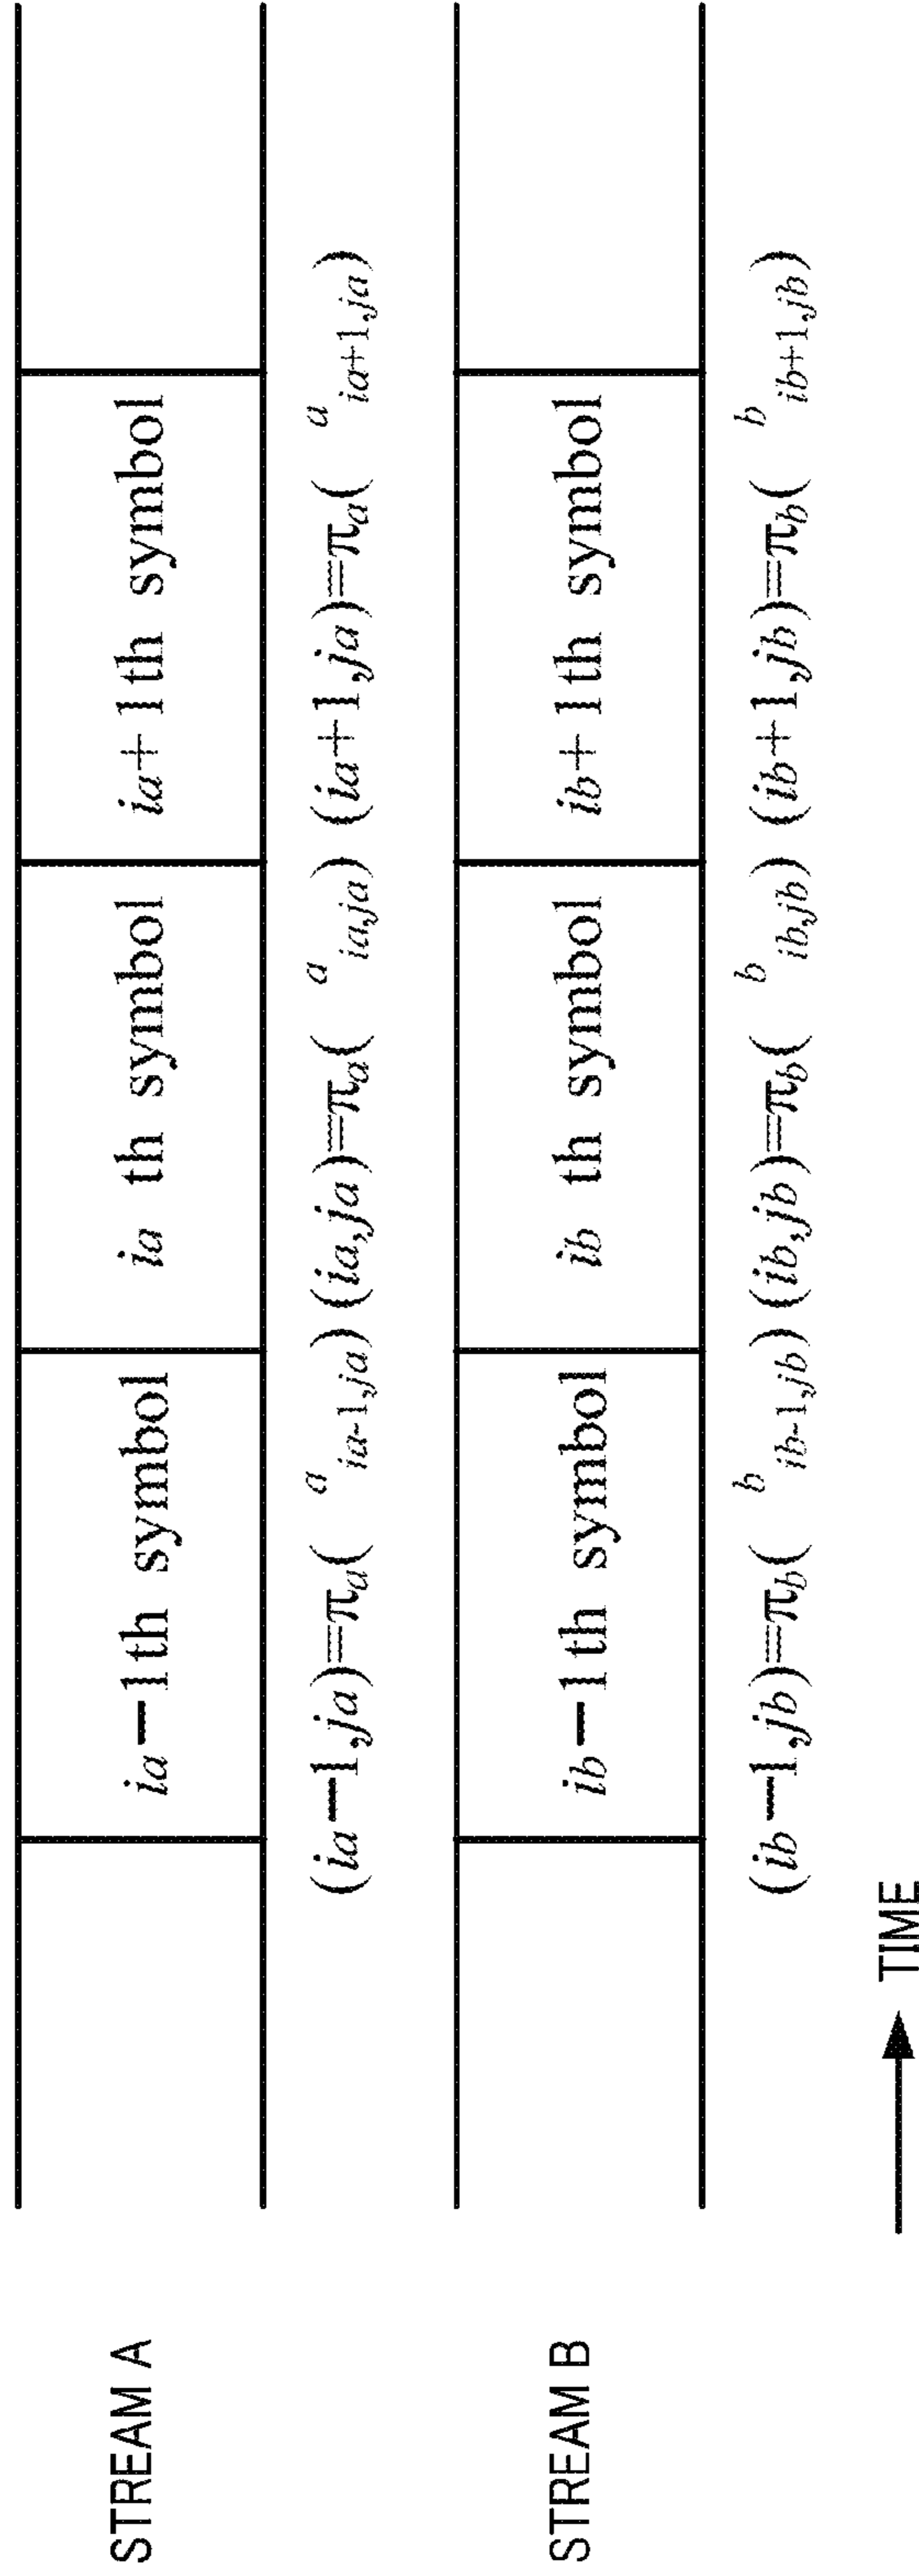 STREAM A
ia−1th symbol
ia th symbol
ia+1th symbol
(ia−1,ja)=πa( a ia-1,ja)
(ia,ja)=πa( a ia,ja)
(ia+1,ja)=πa( a ia+1,ja)
STREAM B
ib−1th symbol
ib th symbol
ib+1th symbol
(ib−1,jb)=πb( b ib-1,jb)
(ib,jb)=πb( b ib,jb)
(ib+1,jb)=πb( b ib+1,jb)
TIME